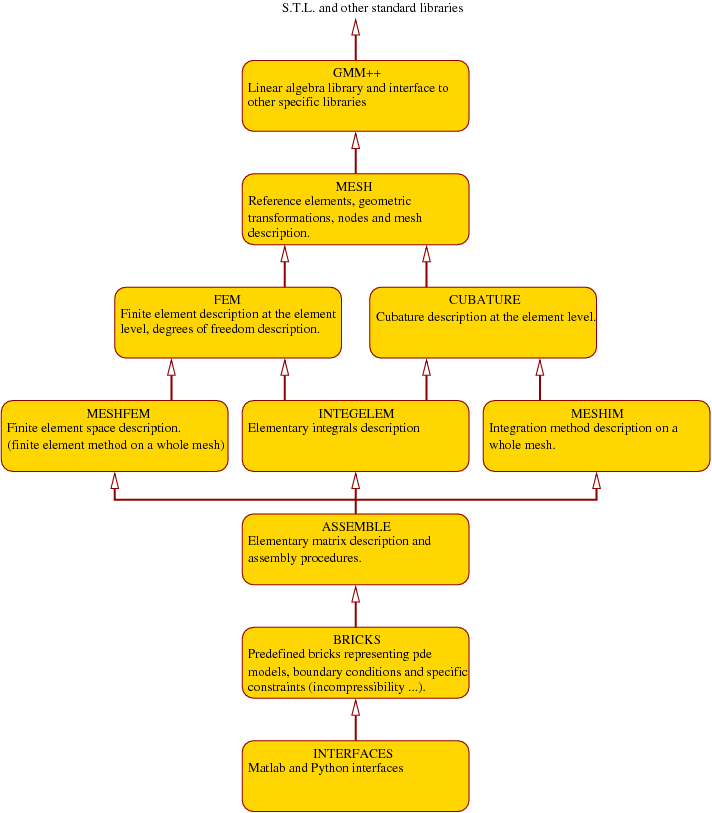 S.T.L. and other standard libraries
GMM++
Linear algebra library and interface to
other specific libraries
MESH
Reference elements, geometric
transformations, nodes and mesh
description.
FEM
Finite element description at the element
level, degrees of freedom description.
CUBATURE
Cubature description at the element level.
MESHFEM
Finite element space description.
(finite element method on a whole mesh)
INTEGELEM
Elementary integrals description
MESHIM
Integration method description on a
whole mesh.
ASSEMBLE
Elementary matrix description and
assembly procedures.
BRICKS
Predefined bricks representing pde
models, boundary conditions and specific
constraints (incompressibility ...).
INTERFACES
Matlab and Python interfaces